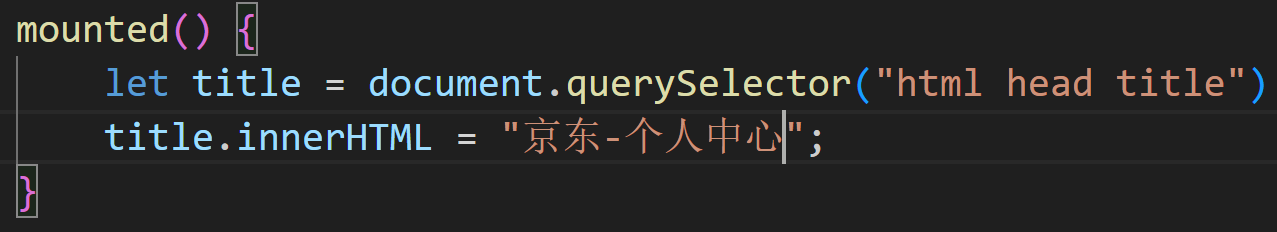 mounted() {
    let title = document.querySelector("html head title")
    title.innerHTML = "京东-个人中心";
}